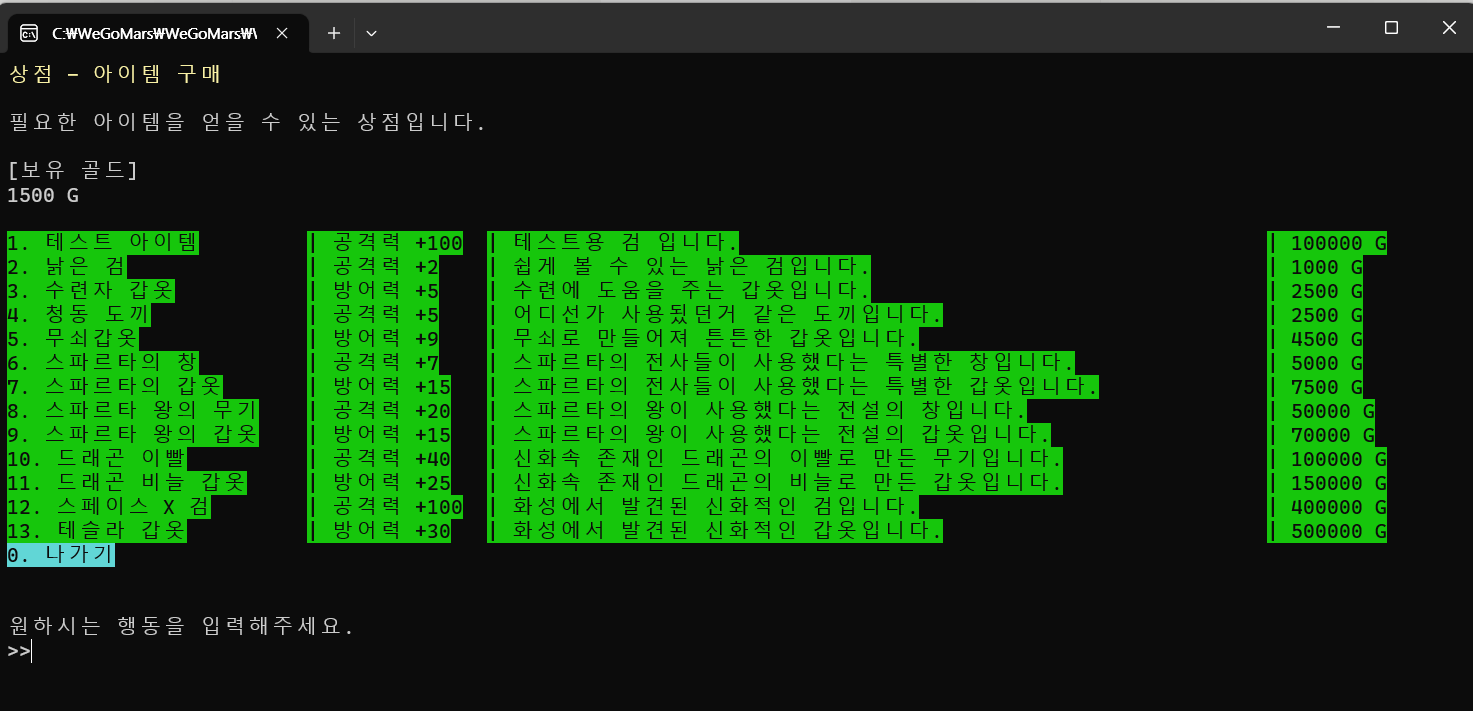 C:₩WeGoMars₩WeGoMars₩
상점 - 아이템 구매
필요한 아이템을 얻을 수 있는 상점입니다.
[보유 골드]
1500 G
1. 테스트 아이템 | 공격력 +100 | 테스트용 검 입니다. | 100000 G
2. 낡은 검 | 공격력 +2 | 쉽게 볼 수 있는 낡은 검입니다. | 1000 G
3. 수련자 갑옷 | 방어력 +5 | 수련에 도움을 주는 갑옷입니다. | 2500 G
4. 청동 도끼 | 공격력 +5 | 어디선가 사용됐던거 같은 도끼입니다. | 2500 G
5. 무쇠갑옷 | 방어력 +9 | 무쇠로 만들어져 튼튼한 갑옷입니다. | 4500 G
6. 스파르타의 창 | 공격력 +7 | 스파르타의 전사들이 사용했다는 특별한 창입니다. | 5000 G
7. 스파르타의 갑옷 | 방어력 +15 | 스파르타의 전사들이 사용했다는 특별한 갑옷입니다. | 7500 G
8. 스파르타 왕의 무기 | 공격력 +20 | 스파르타의 왕이 사용했다는 전설의 창입니다. | 50000 G
9. 스파르타 왕의 갑옷 | 방어력 +15 | 스파르타의 왕이 사용했다는 전설의 갑옷입니다. | 70000 G
10. 드래곤 이빨 | 공격력 +40 | 신화속 존재인 드래곤의 이빨로 만든 무기입니다. | 100000 G
11. 드래곤 비늘 갑옷 | 방어력 +25 | 신화속 존재인 드래곤의 비늘로 만든 갑옷입니다. | 150000 G
12. 스페이스 X 검 | 공격력 +100 | 화성에서 발견된 신화적인 검입니다. | 400000 G
13. 테슬라 갑옷 | 방어력 +30 | 화성에서 발견된 신화적인 갑옷입니다. | 500000 G
0. 나가기
원하시는 행동을 입력해주세요.
>>